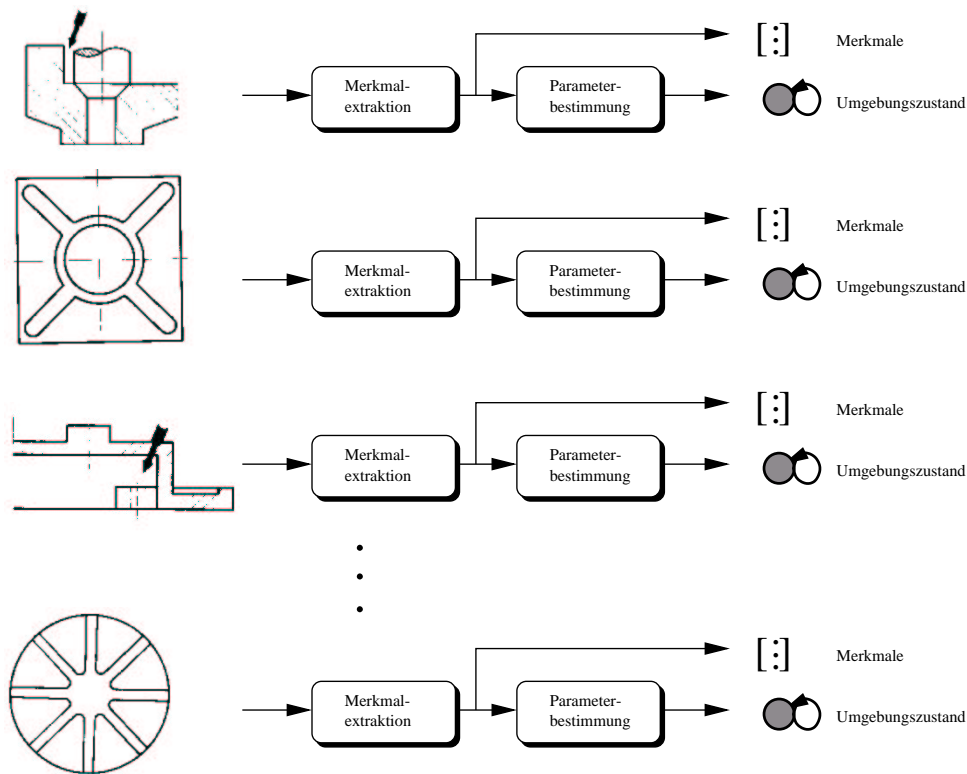 Merkmale
Merkmal-
extraktion
Parameter-
bestimmung
Umgebungszustand
Merkmale
Merkmal-
extraktion
Parameter-
bestimmung
Umgebungszustand
Merkmale
Merkmal-
extraktion
Parameter-
bestimmung
Umgebungszustand
Merkmale
Merkmal-
extraktion
Parameter-
bestimmung
Umgebungszustand